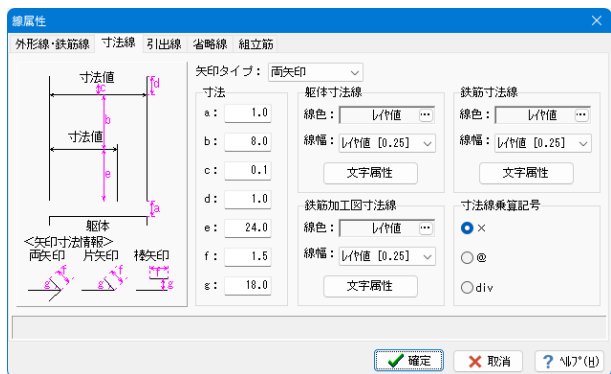 線属性
外形線・鉄筋線 寸法線 引出線 省略線 組立筋
寸法値
c
d
b
寸法値
e
a
躯体
<矢印寸法情報>
両矢印 片矢印 棒矢印
f f f
g g g
矢印タイプ： 両矢印
寸法
a： 1.0
b： 8.0
c： 0.1
d： 1.0
e： 24.0
f： 1.5
g： 18.0
躯体寸法線
線色： ﾚｲﾔ値 ...
線幅： ﾚｲﾔ値 [0.25]
文字属性
鉄筋加工図寸法線
線色： ﾚｲﾔ値 ...
線幅： ﾚｲﾔ値 [0.25]
文字属性
鉄筋寸法線
線色： ﾚｲﾔ値 ...
線幅： ﾚｲﾔ値 [0.25]
文字属性
寸法線乗算記号
×
@
div
確定 取消 ? ﾍﾙﾌﾟ(H)